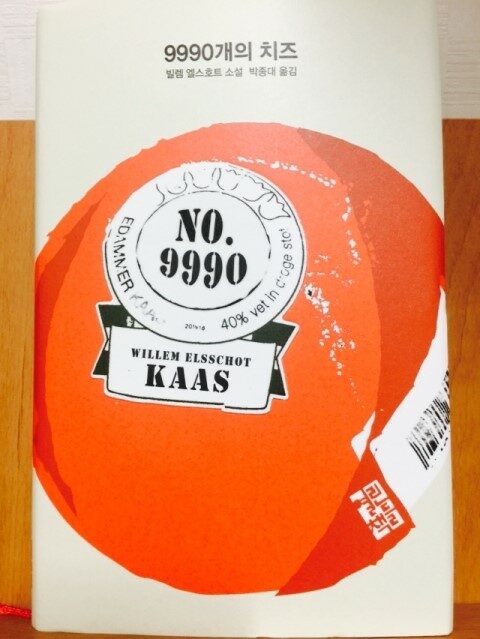 9990개의 치즈
빌렘 엘스호트 소설 박종대 옮김
NO.
9990
EDAMMER
40% vet in droge stof
WILLEM ELSSCHOT
KAAS